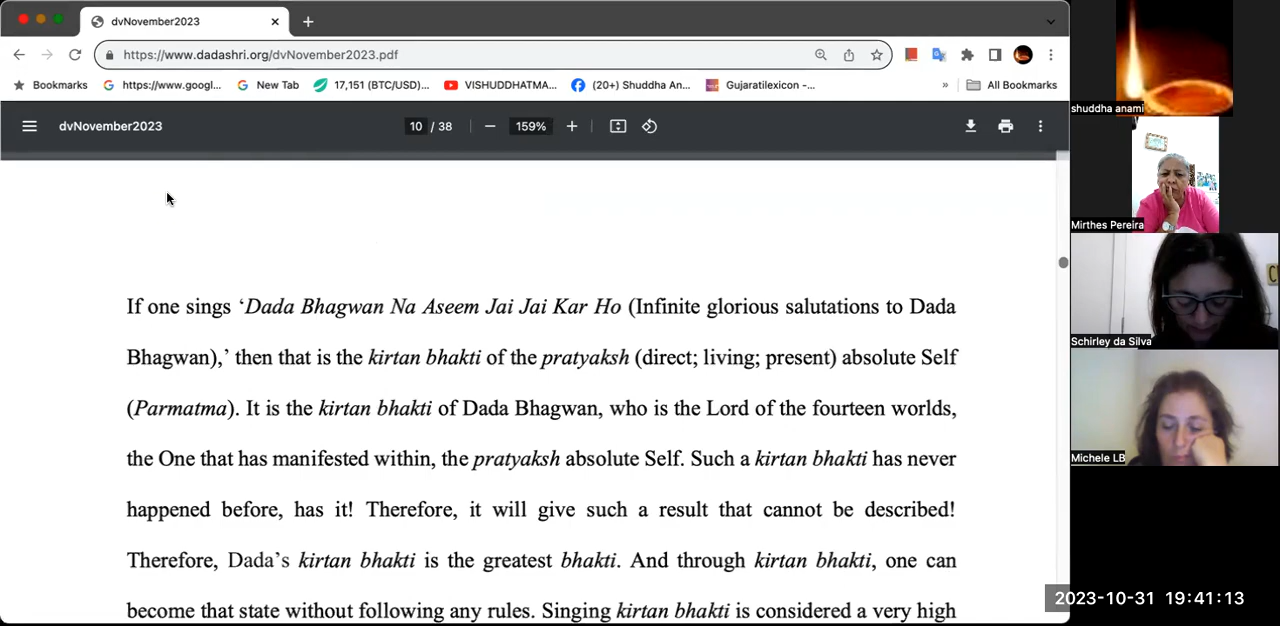 dvNovember2023
https://www.dadashri.org/dvNovember2023.pdf
Bookmarks https://www.googl... New Tab 17,151 (BTC/USD)... VISHUDDHATMA... (20+) Shuddha An... Gujaratilexicon -... » All Bookmarks
dvNovember2023 10 / 38 159%
If one sings ‘Dada Bhagwan Na Aseem Jai Jai Kar Ho (Infinite glorious salutations to Dada
Bhagwan),’ then that is the kirtan bhakti of the pratyaksh (direct; living; present) absolute Self
(Parmatma). It is the kirtan bhakti of Dada Bhagwan, who is the Lord of the fourteen worlds,
the One that has manifested within, the pratyaksh absolute Self. Such a kirtan bhakti has never
happened before, has it! Therefore, it will give such a result that cannot be described!
Therefore, Dada’s kirtan bhakti is the greatest bhakti. And through kirtan bhakti, one can
become that state without following any rules. Singing kirtan bhakti is considered a very high
shuddha anami
Mirthes Pereira
Schirley da Silva
Michele LB
2023-10-31 19:41:13